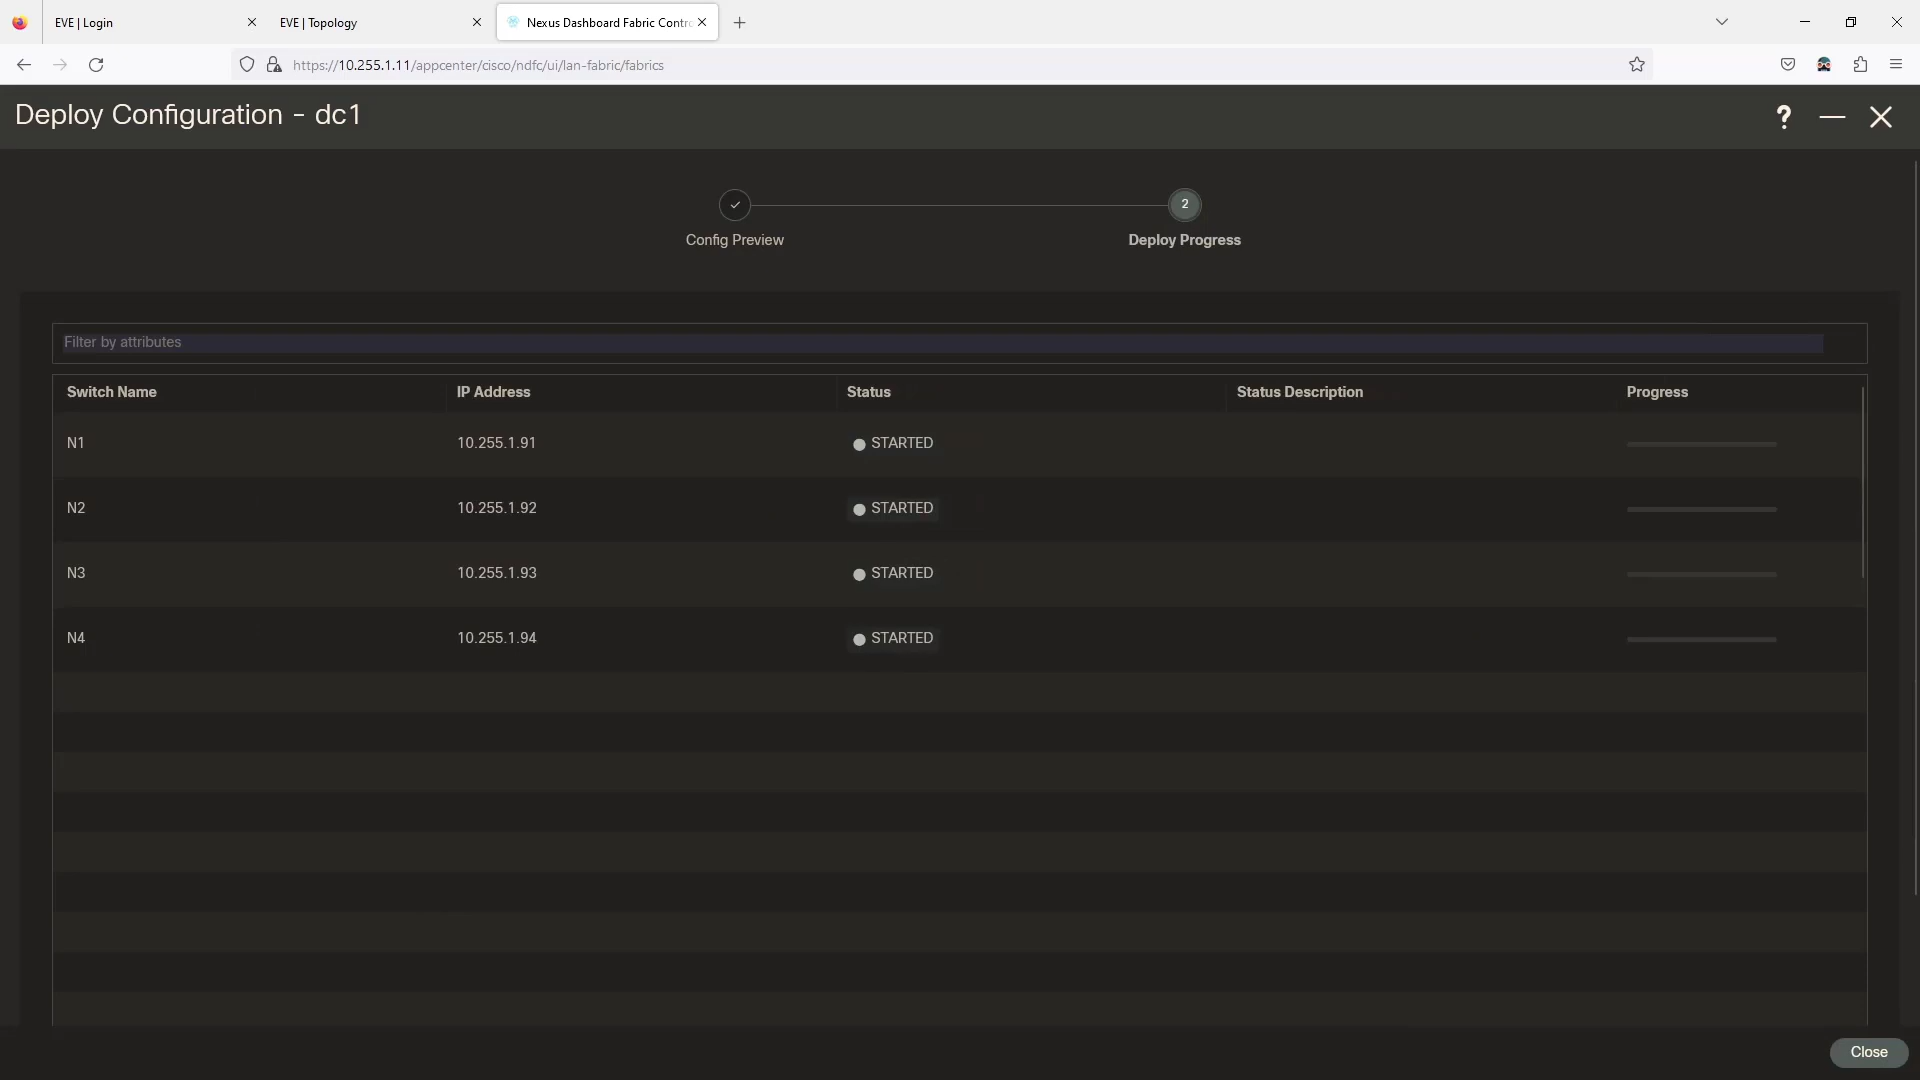 EVE | Login
EVE | Topology
Nexus Dashboard Fabric Contro
https://10.255.1.11/appcenter/cisco/ndfc/ui/lan-fabric/fabrics
Deploy Configuration - dc1
?
2
Config Preview
Deploy Progress
Filter by attributes
Switch Name IP Address Status Status Description Progress
N1 10.255.1.91 STARTED
N2 10.255.1.92 STARTED
N3 10.255.1.93 STARTED
N4 10.255.1.94 STARTED
Close